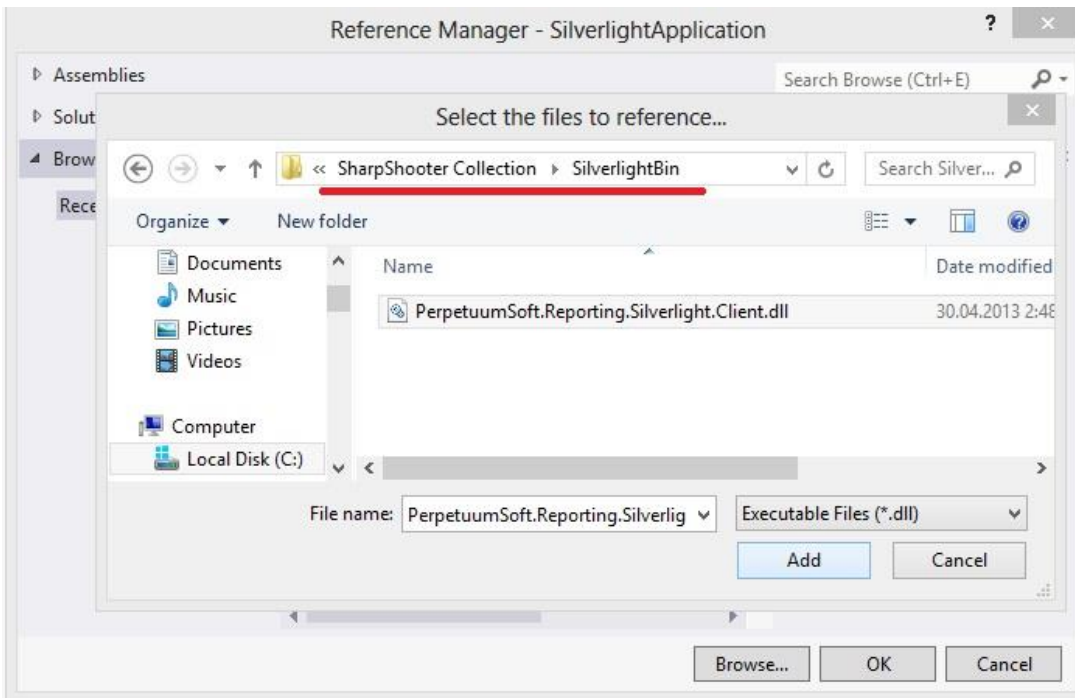 Reference Manager - SilverlightApplication
?
Assemblies
Search Browse (Ctrl+E)
Solut
Select the files to reference...
Brow
« SharpShooter Collection SilverlightBin
Search Silver...
Rece
Organize
New folder
Documents
Name
Date modified
Music
PerpetuumSoft.Reporting.Silverlight.Client.dll
30.04.2013 2:48
Pictures
Videos
Computer
Local Disk (C:)
File name:
PerpetuumSoft.Reporting.Silverlig
Executable Files (*.dll)
Add
Cancel
Browse...
OK
Cancel